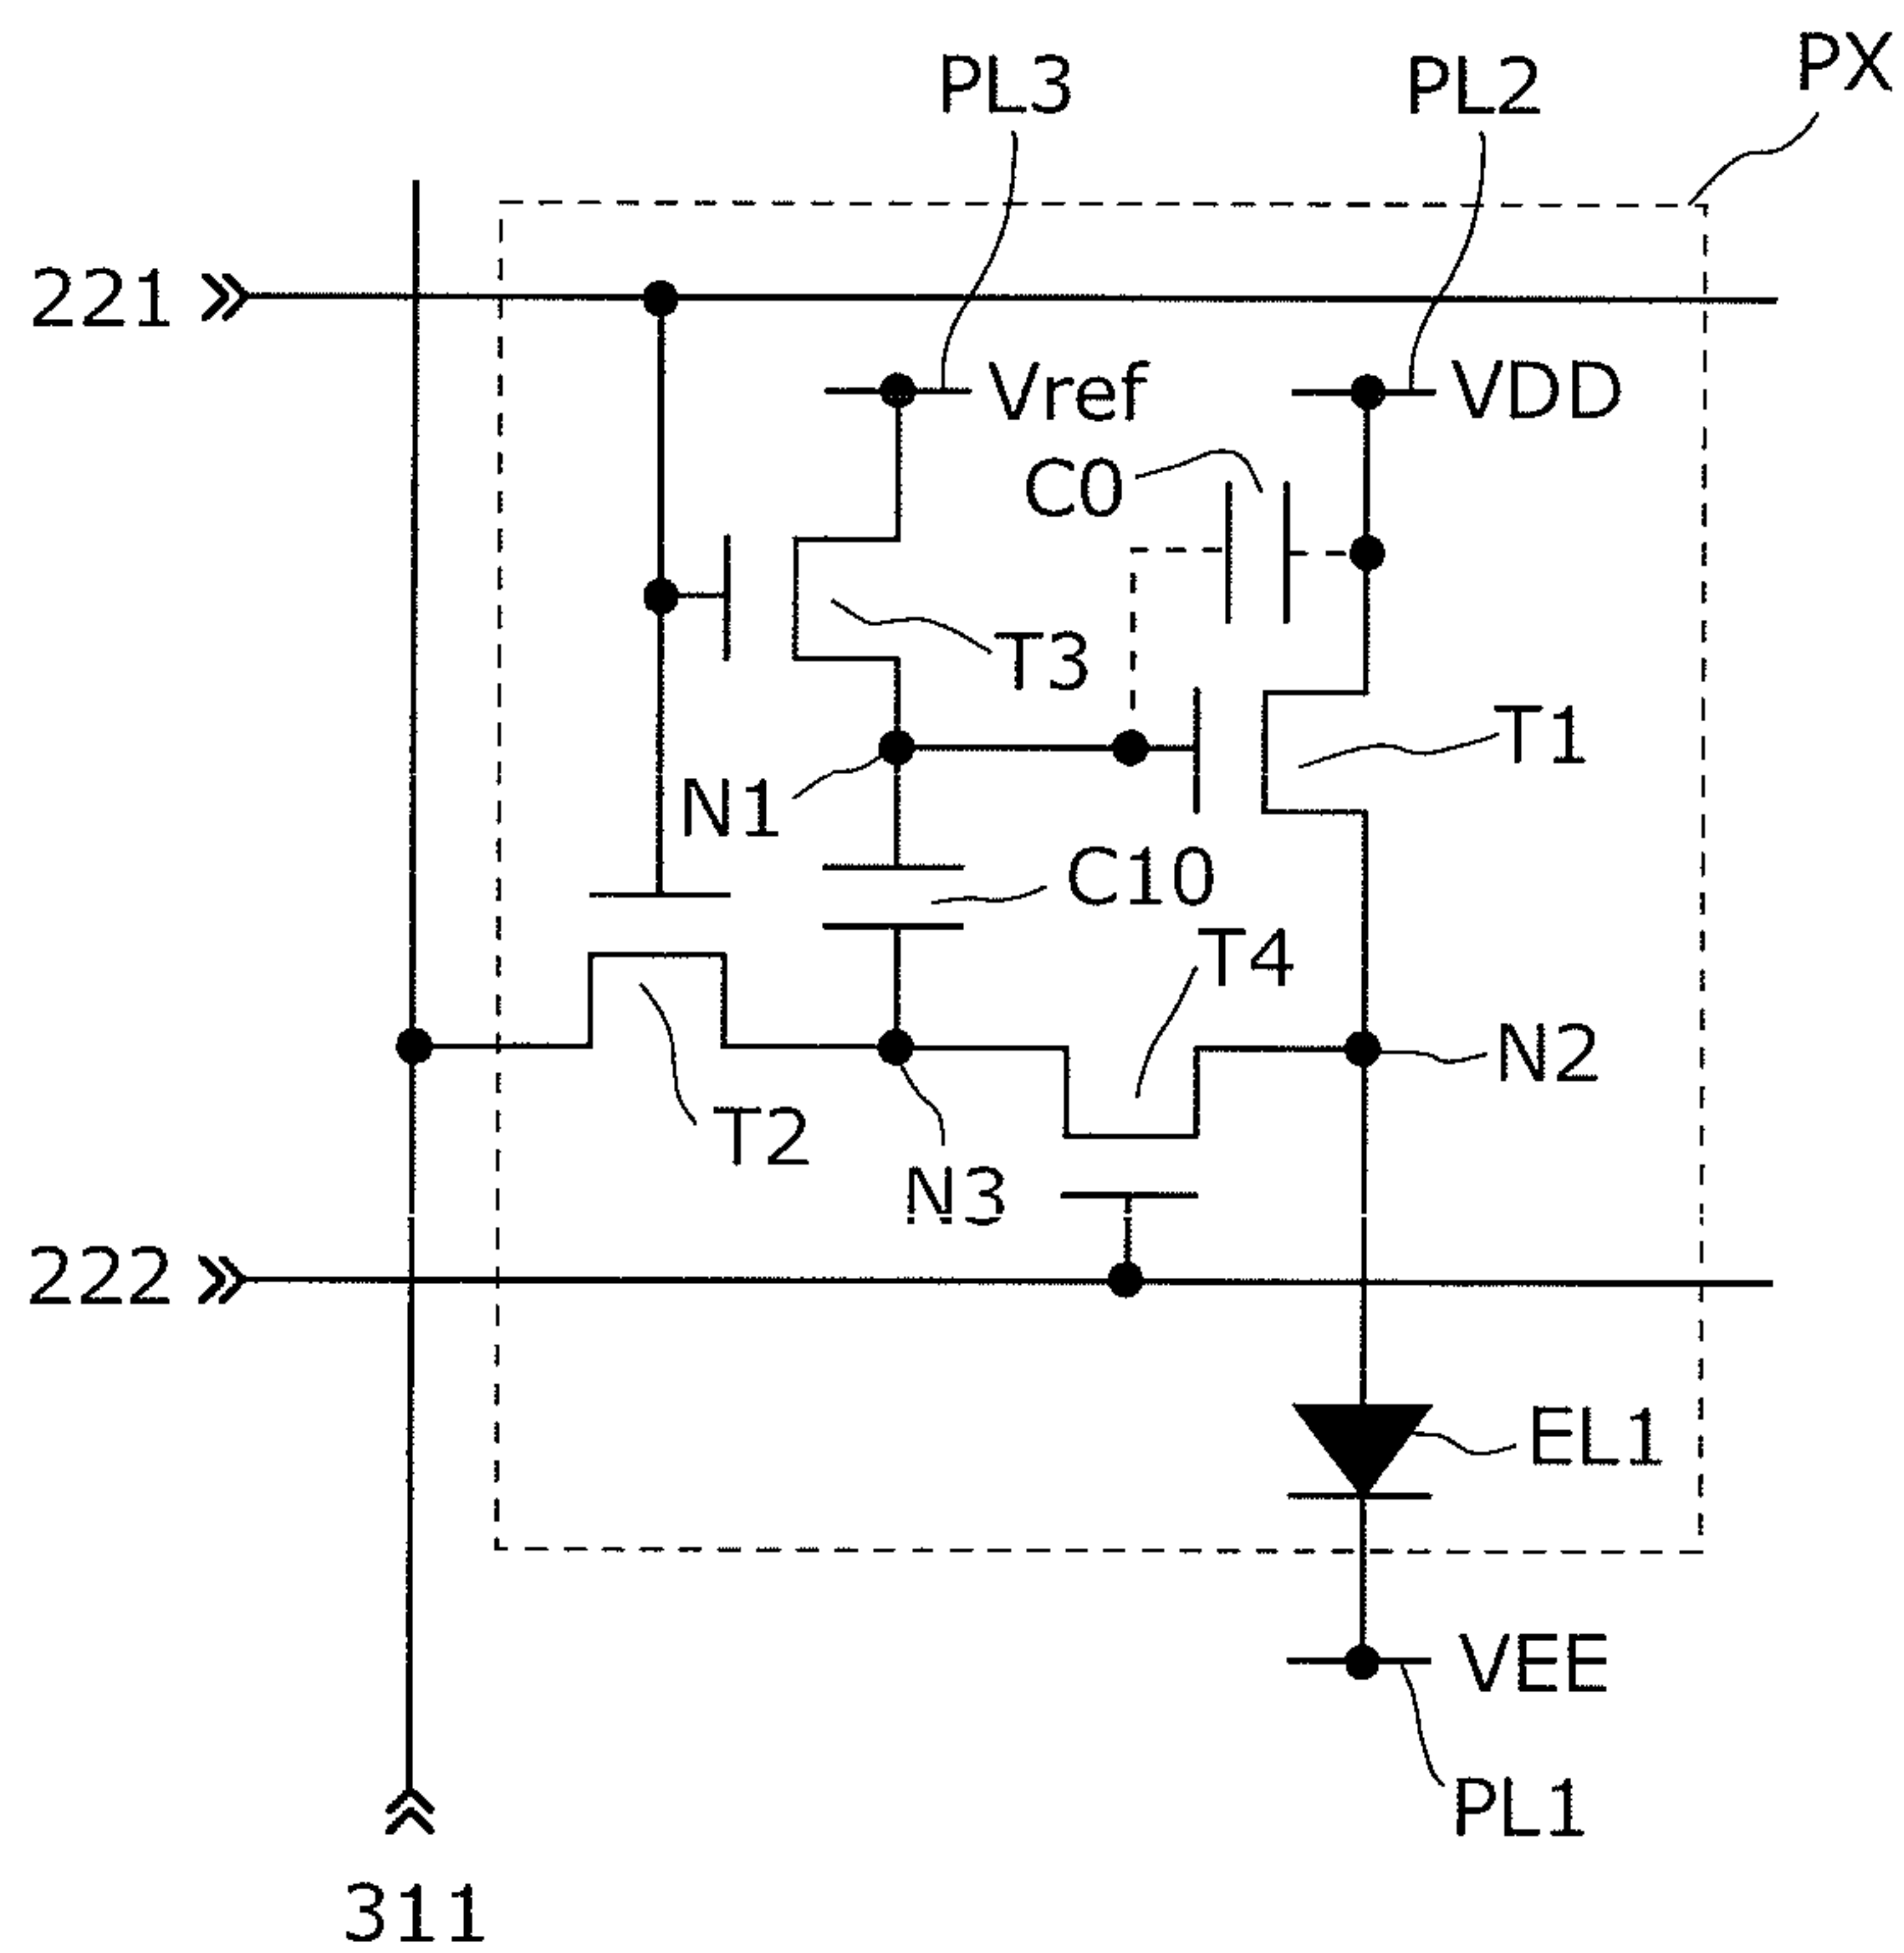 PX
PL3 PL2
221
Vref VDD
C0
T3
T1
N1
C10
T4
N2
T2
N3
222
EL1
VEE
PL1
311